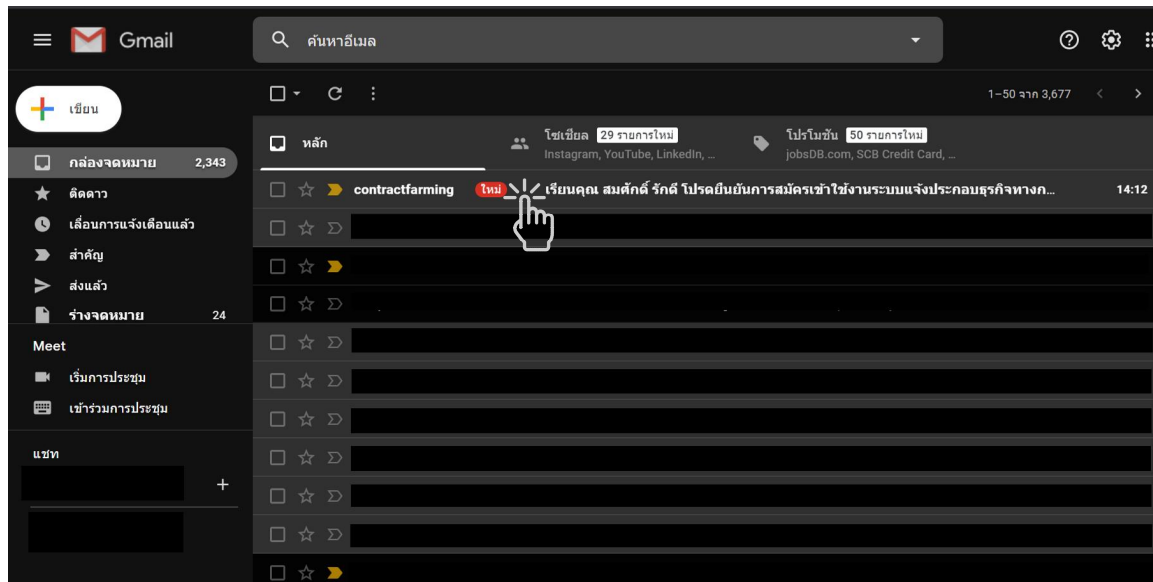 Gmail
ค้นหาอีเมล
เขียน
1–50 จาก 3,677
หลัก
โซเชียล 29 รายการใหม่
Instagram, YouTube, LinkedIn, ...
โปรโมชัน 50 รายการใหม่
jobsDB.com, SCB Credit Card, ...
กล่องจดหมาย 2,343
contractfarming ใหม่ เรียนคุณ สมศักดิ์ รักดี โปรดยืนยันการสมัครเข้าใช้งานระบบแจ้งประกอบธุรกิจทางก... 14:12
ติดดาว
เลื่อนการแจ้งเตือนแล้ว
สำคัญ
ส่งแล้ว
ร่างจดหมาย 24
Meet
เริ่มการประชุม
เข้าร่วมการประชุม
แชท